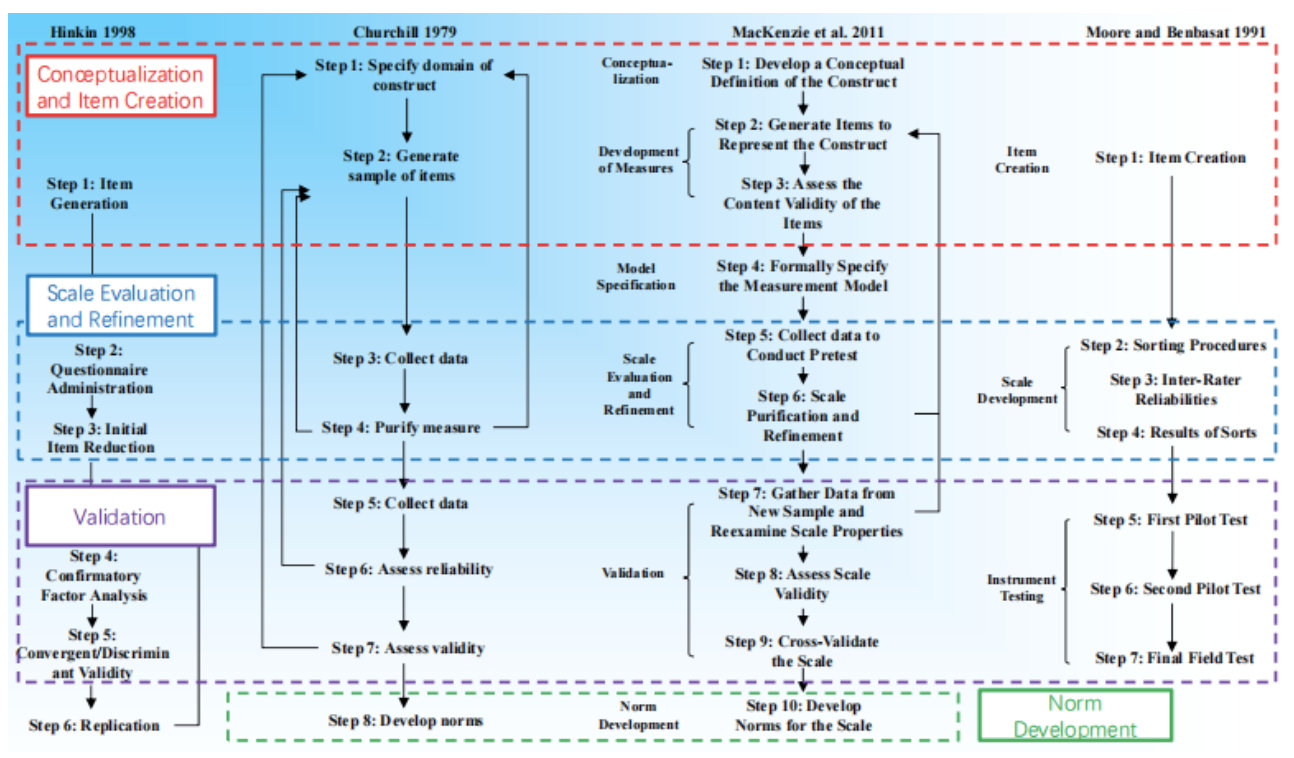 Hinkin 1998
Churchill 1979
MacKenzie et al. 2011
Moore and Benbasat 1991
Conceptualization
and Item Creation
Step 1: Item
Generation
Scale Evaluation
and Refinement
Step 2:
Questionnaire
Administration
Step 3: Initial
Item Reduction
Validation
Step 4:
Confirmatory
Factor Analysis
Step 5:
Convergent/Discrimin
ant Validity
Step 6: Replication
Step 1: Specify domain of
construct
Step 2: Generate
sample of items
Step 3: Collect data
Step 4: Purify measure
Step 5: Collect data
Step 6: Assess reliability
Step 7: Assess validity
Step 8: Develop norms
Conceptua-
lization
Development
of Measures
Model
Specification
Scale
Evaluation
and
Refinement
Validation
Norm
Development
Step 1: Develop a Conceptual
Definition of the Construct
Step 2: Generate Items to
Represent the Construct
Step 3: Assess the
Content Validity of the
Items
Step 4: Formally Specify
the Measurement Model
Step 5: Collect data to
Conduct Pretest
Step 6: Scale
Purification and
Refinement
Step 7: Gather Data from
New Sample and
Reexamine Scale Properties
Step 8: Assess Scale
Validity
Step 9: Cross-Validate
the Scale
Step 10: Develop
Norms for the Scale
Item
Creation
Scale
Development
Instrument
Testing
Step 1: Item Creation
Step 2: Sorting Procedures
Step 3: Inter-Rater
Reliabilities
Step 4: Results of Sorts
Step 5: First Pilot Test
Step 6: Second Pilot Test
Step 7: Final Field Test
Norm
Development